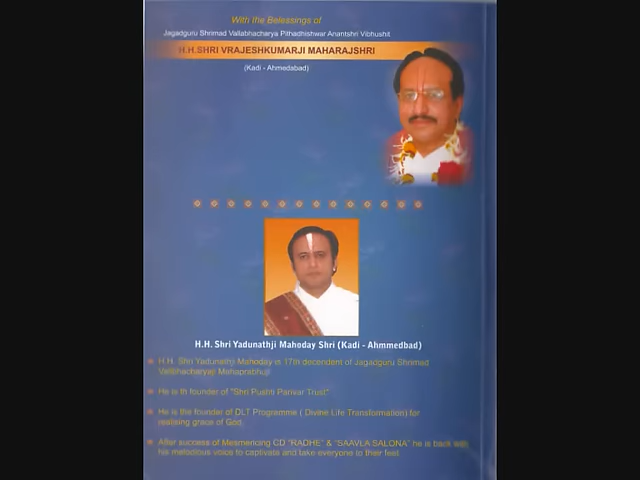 With the Belessings of
Jagadguru Shrimad Vallabhacharya Pithadhishwar Anantshri Vibhushit
H.H.SHRI VRAJESHKUMARJI MAHARAJSHRI
(Kadi - Ahmedabad)
H.H. Shri Yadunathji Mahoday Shri (Kadi - Ahmmedbad)
H.H. Shri Yadunathji Mahoday is 17th decendent of Jagadguru Shrimad
Vallbhacharyaji Mahaprabhuji
He is th founder of "Shri Pushti Parikar Trust"
He is the founder of DLT Programme ( Divine Life Transformation) for
realising grace of God.
After success of Mesmericing CD "RADHE" & "SAAVLA SALONA" he is back with
his melodious voice to captivate and take everyone to their feet.